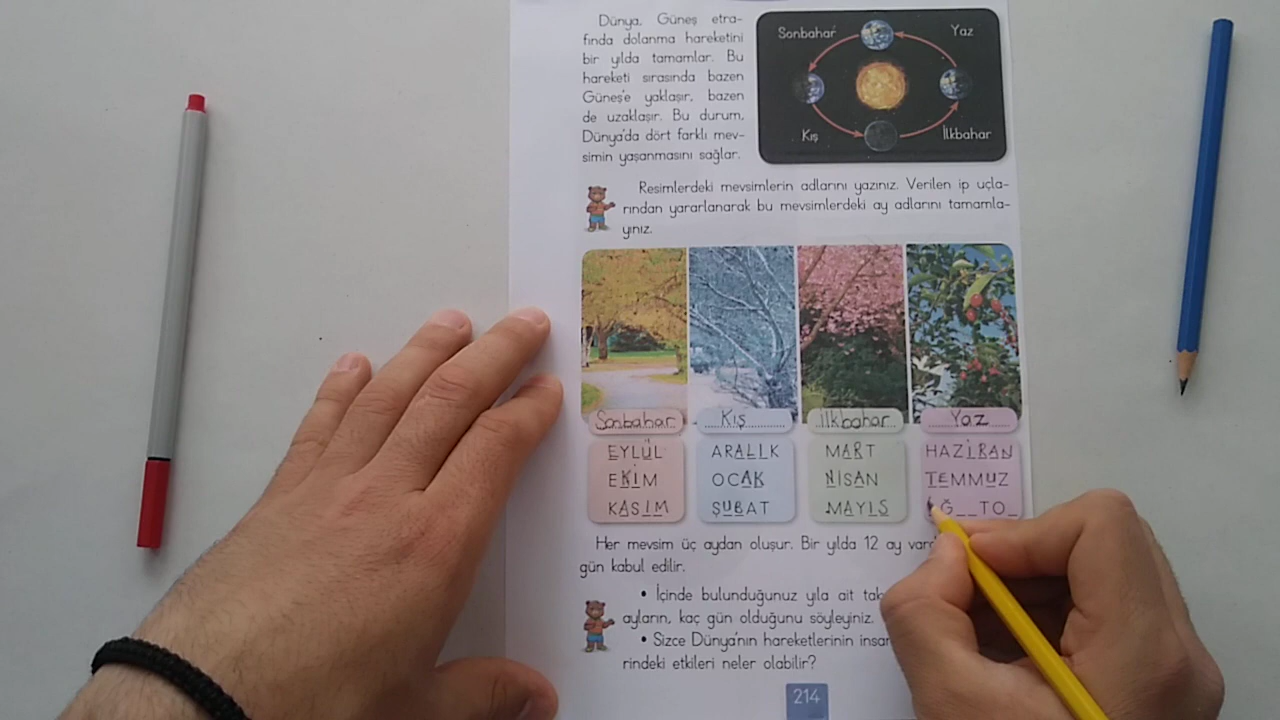 Dünya, Güneş etra-
fında dolanma hareketini
bir yılda tamamlar. Bu
hareketi sırasında bazen
Güneş'e yaklaşır, bazen
de uzaklaşır. Bu durum,
Dünya'da dört farklı mev-
simin yaşanmasını sağlar.
Sonbahar Yaz
Kış İlkbahar
Resimlerdeki mevsimlerin adlarını yazınız. Verilen ip uçla-
rından yararlanarak bu mevsimlerdeki ay adlarını tamamla-
yınız.
Sonbahar Kış İlkbahar Yaz
EYLÜL ARALIK MART HAZİRAN
EKİM OCAK NİSAN TEMMUZ
KASIM ŞUBAT MAYIS Ğ__TO_
Her mevsim üç aydan oluşur. Bir yılda 12 ay
gün kabul edilir.
• İçinde bulunduğunuz yıla ait
ayların, kaç gün olduğunu söyleyiniz.
• Sizce Dünya'nın hareketlerinin
rindeki etkileri neler olabilir?
214